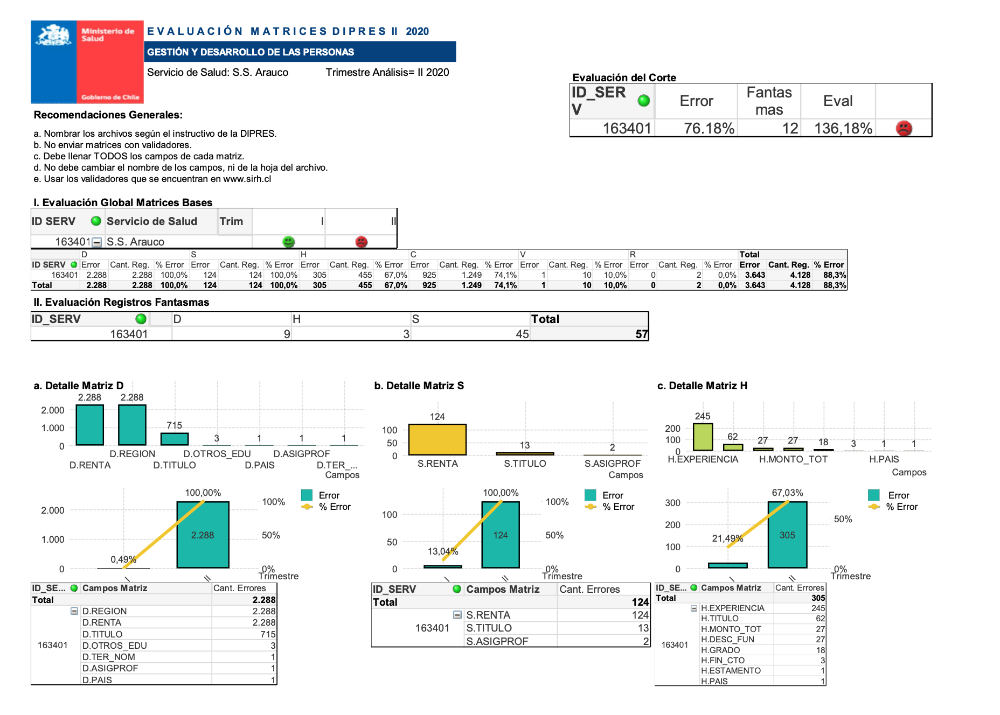 Ministerio de
Salud
Gobierno de Chile
EVALUACIÓN MATRICES DIPRES II 2020
GESTIÓN Y DESARROLLO DE LAS PERSONAS
Servicio de Salud: S.S. Arauco Trimestre Análisis= II 2020
Evaluación del Corte
ID_SERV Error Fantasmas Eval
163401 76.18% 12 136,18%
Recomendaciones Generales:
a. Nombrar los archivos según el instructivo de la DIPRES.
b. No enviar matrices con validadores.
c. Debe llenar TODOS los campos de cada matriz.
d. No debe cambiar el nombre de los campos, ni de la hoja del archivo.
e. Usar los validadores que se encuentran en www.sirh.cl
I. Evaluación Global Matrices Bases
ID SERV Servicio de Salud Trim I II
163401 S.S. Arauco
D S H C V R Total
ID SERV Error Cant. Reg. % Error Error Cant. Reg. % Error Error Cant. Reg. % Error Error Cant. Reg. % Error Error Cant. Reg. % Error Error Cant. Reg. % Error Error Cant. Reg. % Error
163401 2.288 2.288 100,0% 124 124 100,0% 305 455 67,0% 925 1.249 74,1% 1 10 10,0% 0 2 0,0% 3.643 4.128 88,3%
Total 2.288 2.288 100,0% 124 124 100,0% 305 455 67,0% 925 1.249 74,1% 1 10 10,0% 0 2 0,0% 3.643 4.128 88,3%
II. Evaluación Registros Fantasmas
ID_SERV D H S Total
163401 9 3 45 57
a. Detalle Matriz D
2.288 2.288 715 3 1 1 1
2.000
1.000
0
D.REGION D.OTROS_EDU D.ASIGPROF
D.RENTA D.TITULO D.PAIS D.TER_...
Campos
100,00%
0,49%
2.288
2.000
1.000
0
100%
50%
0%
I II
Trimestre
Error
% Error
ID_SE... Campos Matriz Cant. Errores
Total 2.288
163401
D.REGION 2.288
D.RENTA 2.288
D.TITULO 715
D.OTROS_EDU 3
D.TER_NOM 1
D.ASIGPROF 1
D.PAIS 1
b. Detalle Matriz S
124 13 2
100
50
0
S.RENTA S.TITULO S.ASIGPROF
Campos
100,00%
13,04%
124
100
50
0
100%
50%
0%
I II
Trimestre
Error
% Error
ID_SERV Campos Matriz Cant. Errores
Total 124
163401
S.RENTA 124
S.TITULO 13
S.ASIGPROF 2
c. Detalle Matriz H
245 62 27 27 18 3 1 1
200
100
0
H.EXPERIENCIA H.MONTO_TOT H.PAIS
Campos
67,03%
21,49%
305
300
200
100
0
50%
0%
I II
Trimestre
Error
% Error
ID_SE... Campos Matriz Cant. Errores
Total 305
163401
H.EXPERIENCIA 245
H.TITULO 62
H.MONTO_TOT 27
H.DESC_FUN 27
H.GRADO 18
H.FIN_CTO 3
H.ESTAMENTO 1
H.PAIS 1